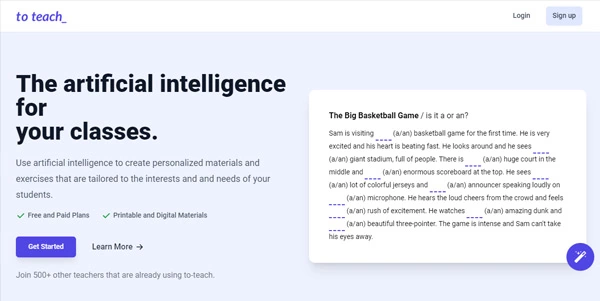 to teach_
Login
Sign up
The artificial intelligence
for
your classes.
Use artificial intelligence to create personalized materials and
exercises that are tailored to the interests and and needs of your
students.
Free and Paid Plans
Printable and Digital Materials
Get Started
Learn More →
Join 500+ other teachers that are already using to-teach.
The Big Basketball Game / is it a or an?
Sam is visiting ____ (a/an) basketball game for the first time. He is very
excited and his heart is beating fast. He looks around and he sees ____
(a/an) giant stadium, full of people. There is ____ (a/an) huge court in the
middle and ____ (a/an) enormous scoreboard at the top. He sees ____
(a/an) lot of colorful jerseys and ____ (a/an) announcer speaking loudly on
____ (a/an) microphone. He hears the loud cheers from the crowd and feels
____ (a/an) rush of excitement. He watches ____ (a/an) amazing dunk and
____ (a/an) beautiful three-pointer. The game is intense and Sam can't take
his eyes away.